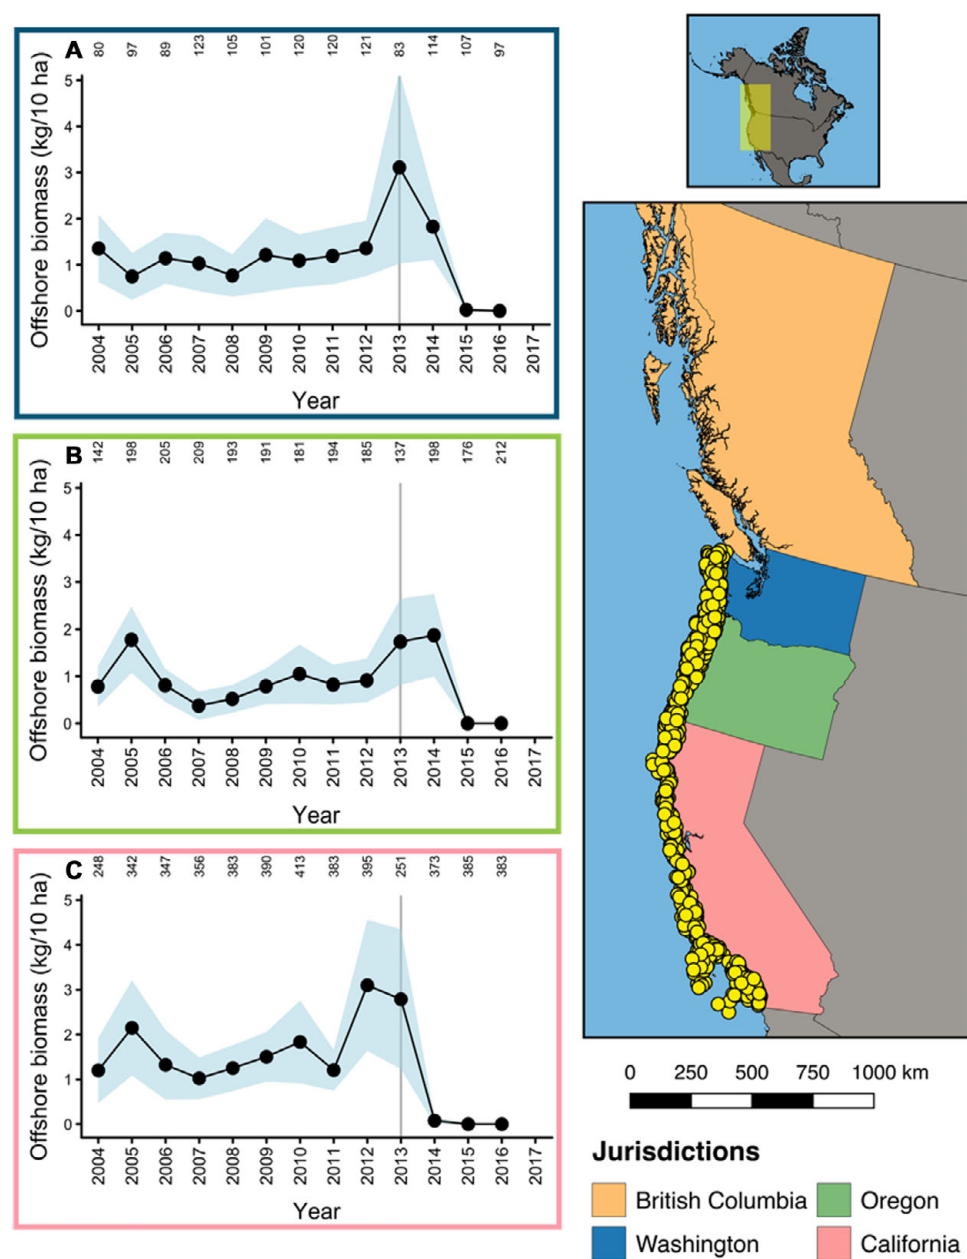 A
80 97 89 123 105 101 120 120 121 83 114 107 97
Offshore biomass (kg/10 ha)
5
4
3
2
1
0
2004 2005 2006 2007 2008 2009 2010 2011 2012 2013 2014 2015 2016 2017
Year
B
142 198 205 209 193 191 181 194 185 137 198 176 212
Offshore biomass (kg/10 ha)
5
4
3
2
1
0
2004 2005 2006 2007 2008 2009 2010 2011 2012 2013 2014 2015 2016 2017
Year
C
248 342 347 356 383 390 413 383 395 251 373 385 383
Offshore biomass (kg/10 ha)
5
4
3
2
1
0
2004 2005 2006 2007 2008 2009 2010 2011 2012 2013 2014 2015 2016 2017
Year
0 250 500 750 1000 km
Jurisdictions
British Columbia Oregon
Washington California